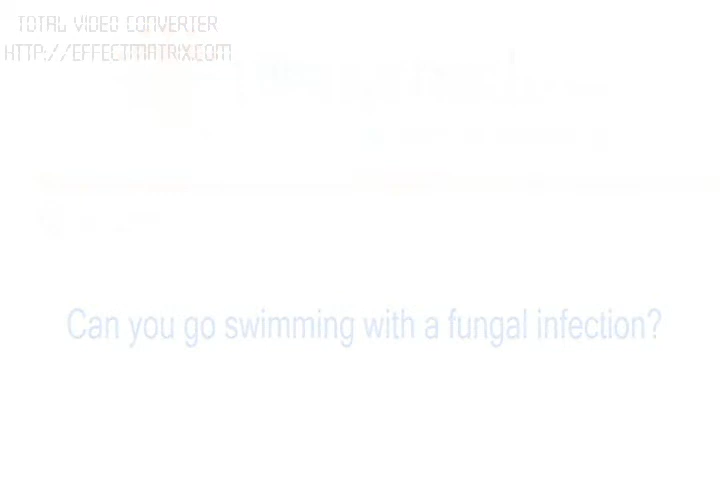 TOTAL VIDEO CONVERTER
HTTP://EFFECTMATRIX.COM
Can you go swimming with a fungal infection?